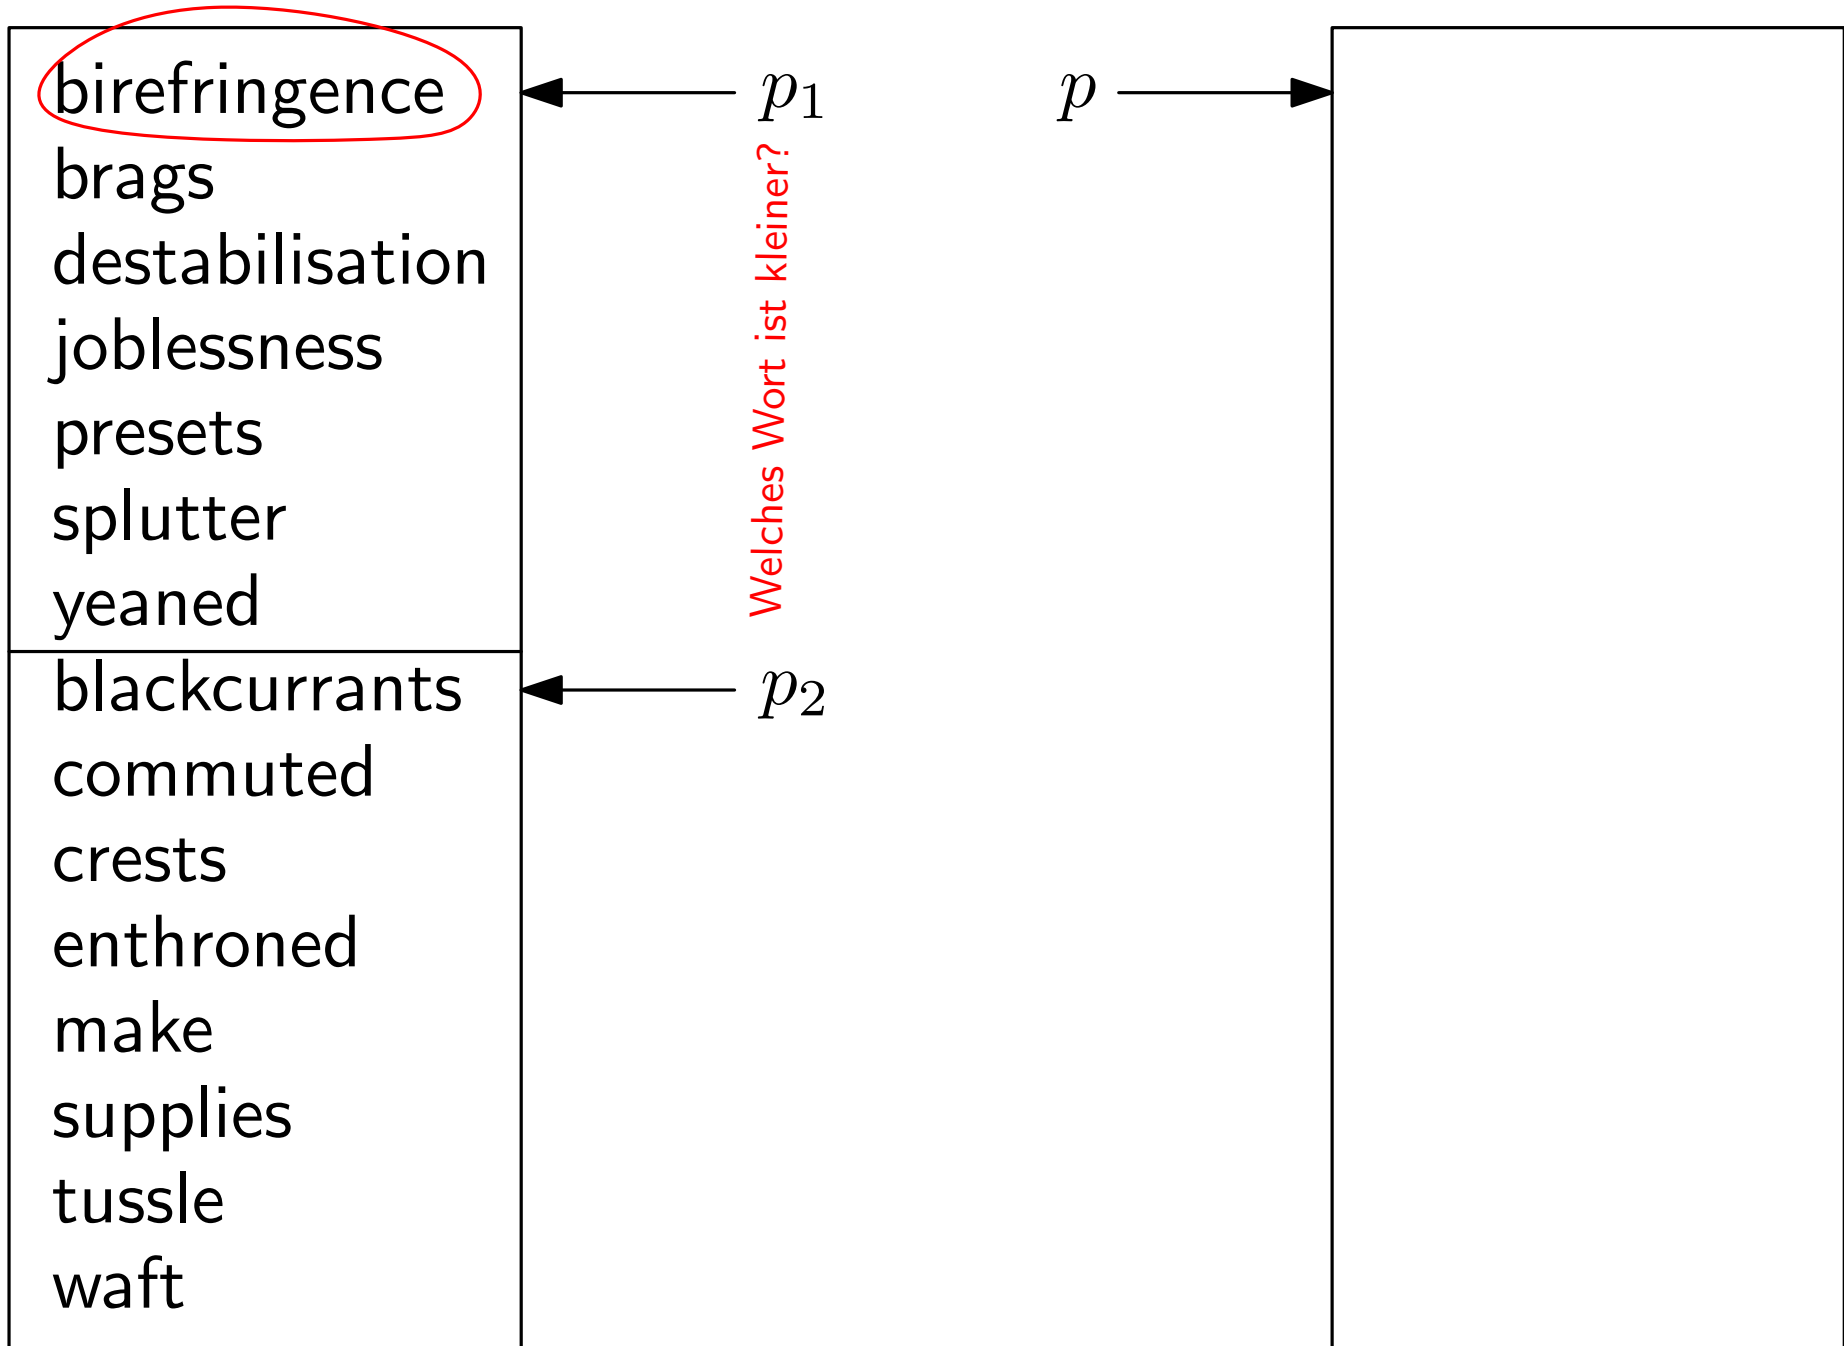 birefringence
brags
destabilisation
joblessness
presets
splutter
yeaned
blackcurrants
commuted
crests
enthroned
make
supplies
tussle
waft
p₁
Welches Wort ist kleiner?
p₂
p